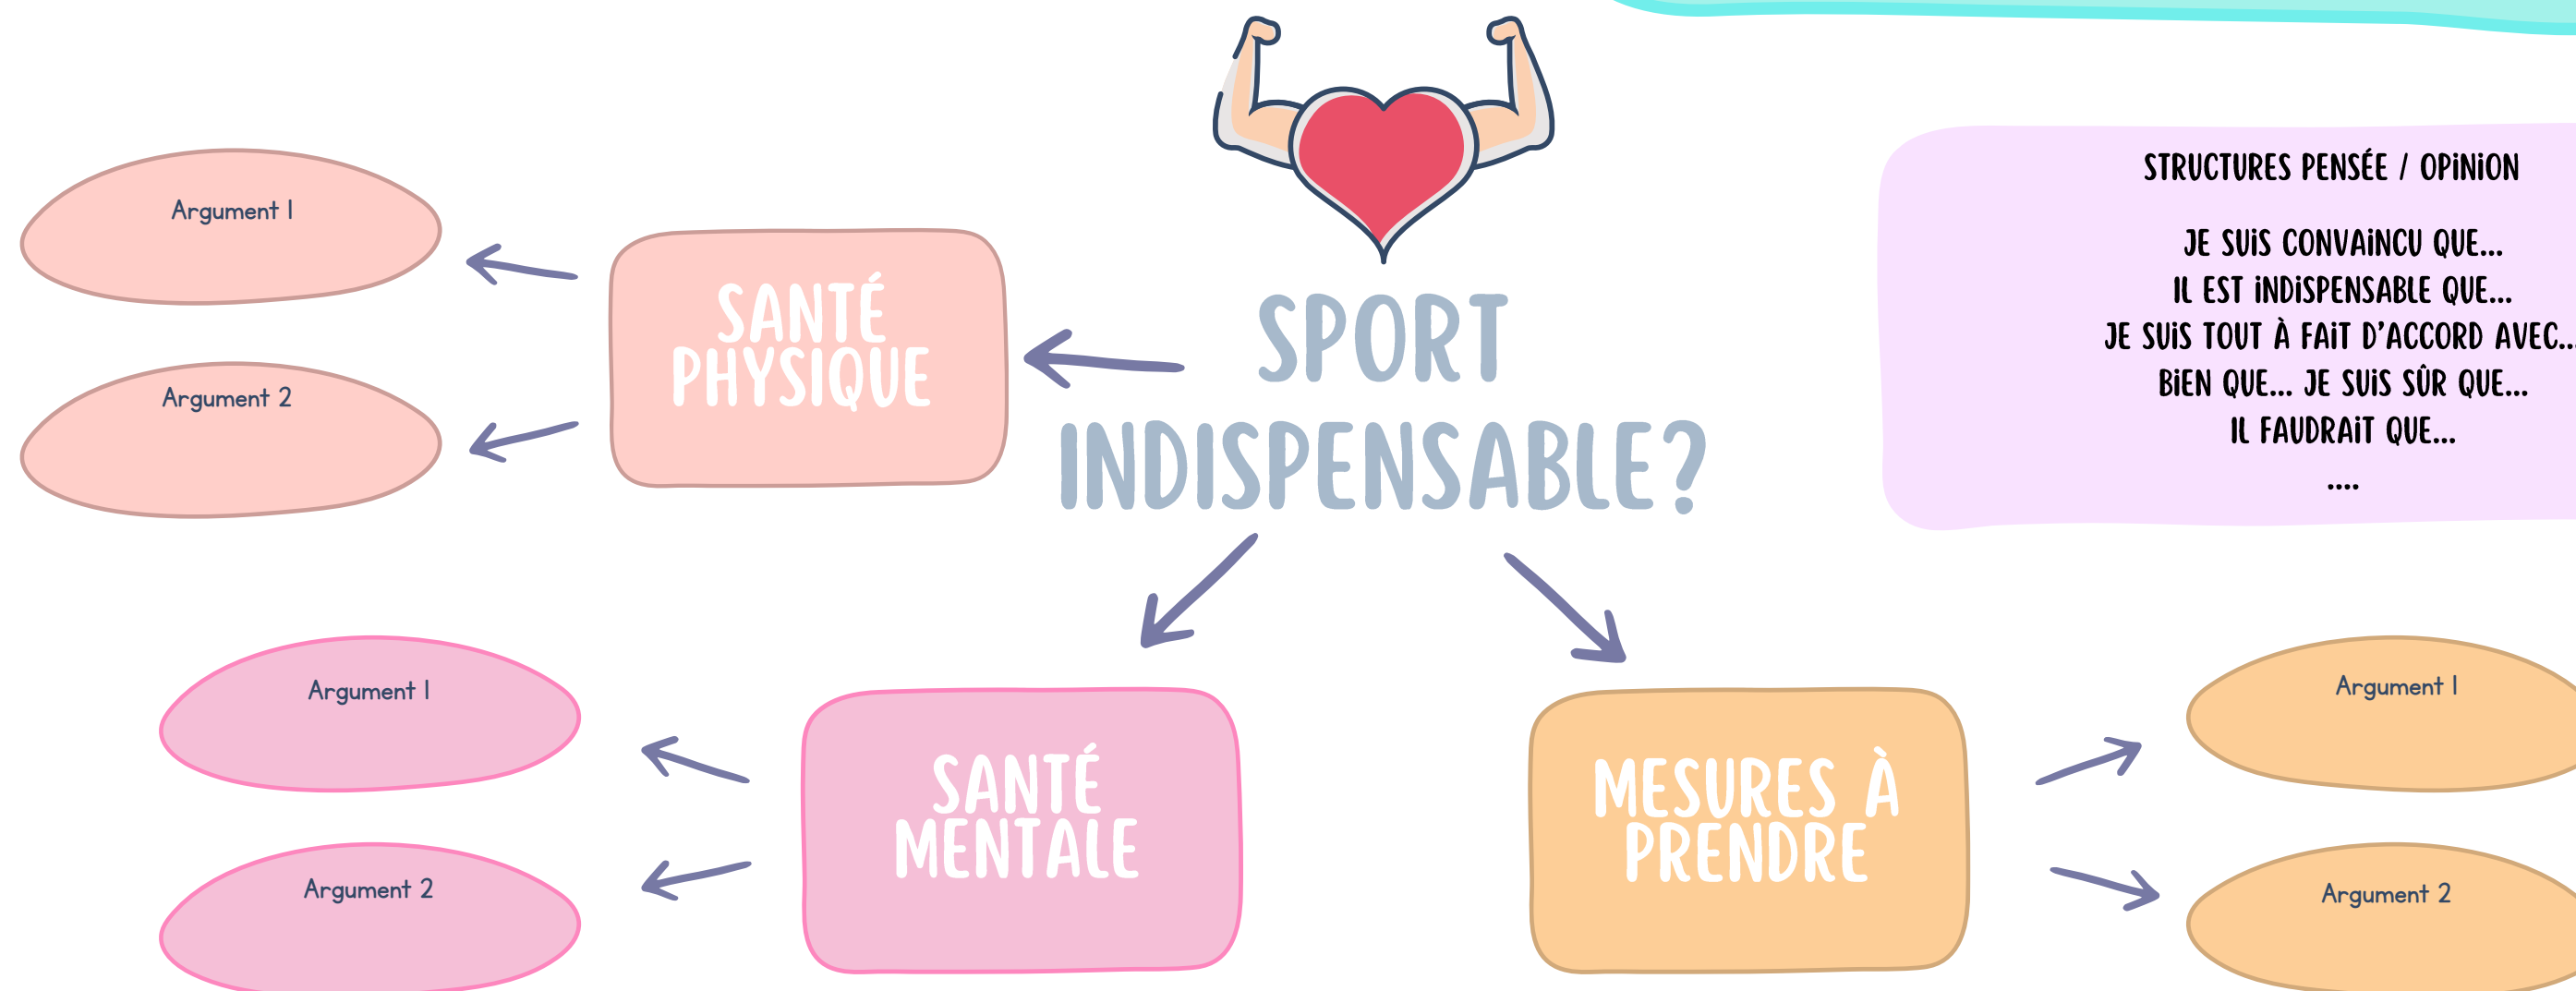 SPORT
INDISPENSABLE?
SANTÉ
PHYSIQUE
Argument 1
Argument 2
STRUCTURES PENSÉE / OPINION
JE SUIS CONVAINCU QUE...
IL EST INDISPENSABLE QUE...
JE SUIS TOUT À FAIT D'ACCORD AVEC...
BIEN QUE... JE SUIS SÛR QUE...
IL FAUDRAIT QUE...
....
SANTÉ
MENTALE
Argument 1
Argument 2
MESURES À
PRENDRE
Argument 1
Argument 2